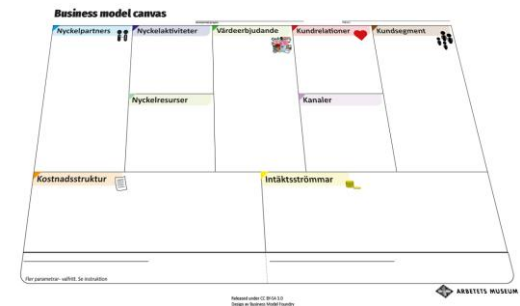 Business model canvas
Nyckelpartners
Nyckelaktiviteter
Värdeerbjudande
Kundrelationer
Kundsegment
Nyckelresurser
Kanaler
Kostnadsstruktur
Intäktsströmmar
Fler parametrar- valfritt. Se instruktion
ARBETETS MUSEUM
Released under CC BY-SA 3.0
Design av Business Model Foundry